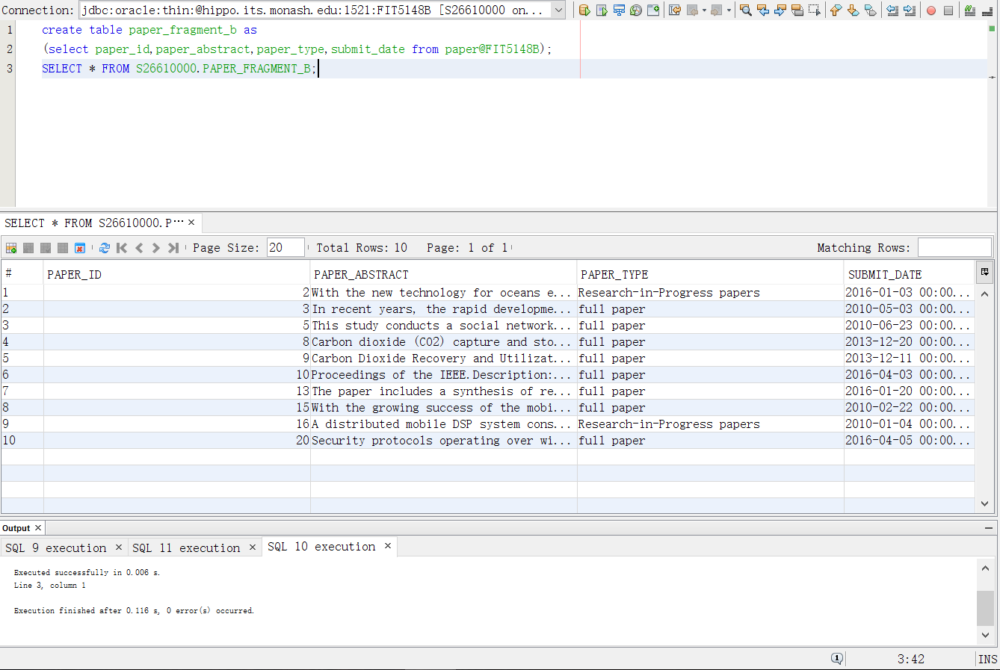 Connection: jdbc:oracle:thin:@hippo.its.monash.edu:1521:FIT5148B [S26610000 on...
1 create table paper_fragment_b as
2 (select paper_id,paper_abstract,paper_type,submit_date from paper@FIT5148B);
3 SELECT * FROM S26610000.PAPER_FRAGMENT_B;
SELECT * FROM S26610000.P... ×
Page Size: 20 Total Rows: 10 Page: 1 of 1 Matching Rows:
# PAPER_ID PAPER_ABSTRACT PAPER_TYPE SUBMIT_DATE
1 2 With the new technology for oceans e... Research-in-Progress papers 2016-01-03 00:00...
2 3 In recent years, the rapid developme... full paper 2010-05-03 00:00...
3 5 This study conducts a social network... full paper 2010-06-23 00:00...
4 8 Carbon dioxide (CO2) capture and sto... full paper 2013-12-20 00:00...
5 9 Carbon Dioxide Recovery and Utilizat... full paper 2013-12-11 00:00...
6 10 Proceedings of the IEEE.Description:... full paper 2016-04-03 00:00...
7 13 The paper includes a synthesis of re... full paper 2016-01-20 00:00...
8 15 With the growing success of the mobi... full paper 2010-02-22 00:00...
9 16 A distributed mobile DSP system cons... Research-in-Progress papers 2010-01-04 00:00...
10 20 Security protocols operating over wi... full paper 2016-04-05 00:00...
Output ×
SQL 9 execution × SQL 11 execution × SQL 10 execution ×
Executed successfully in 0.006 s.
Line 3, column 1
Execution finished after 0.116 s, 0 error(s) occurred.
1 3:42 INS